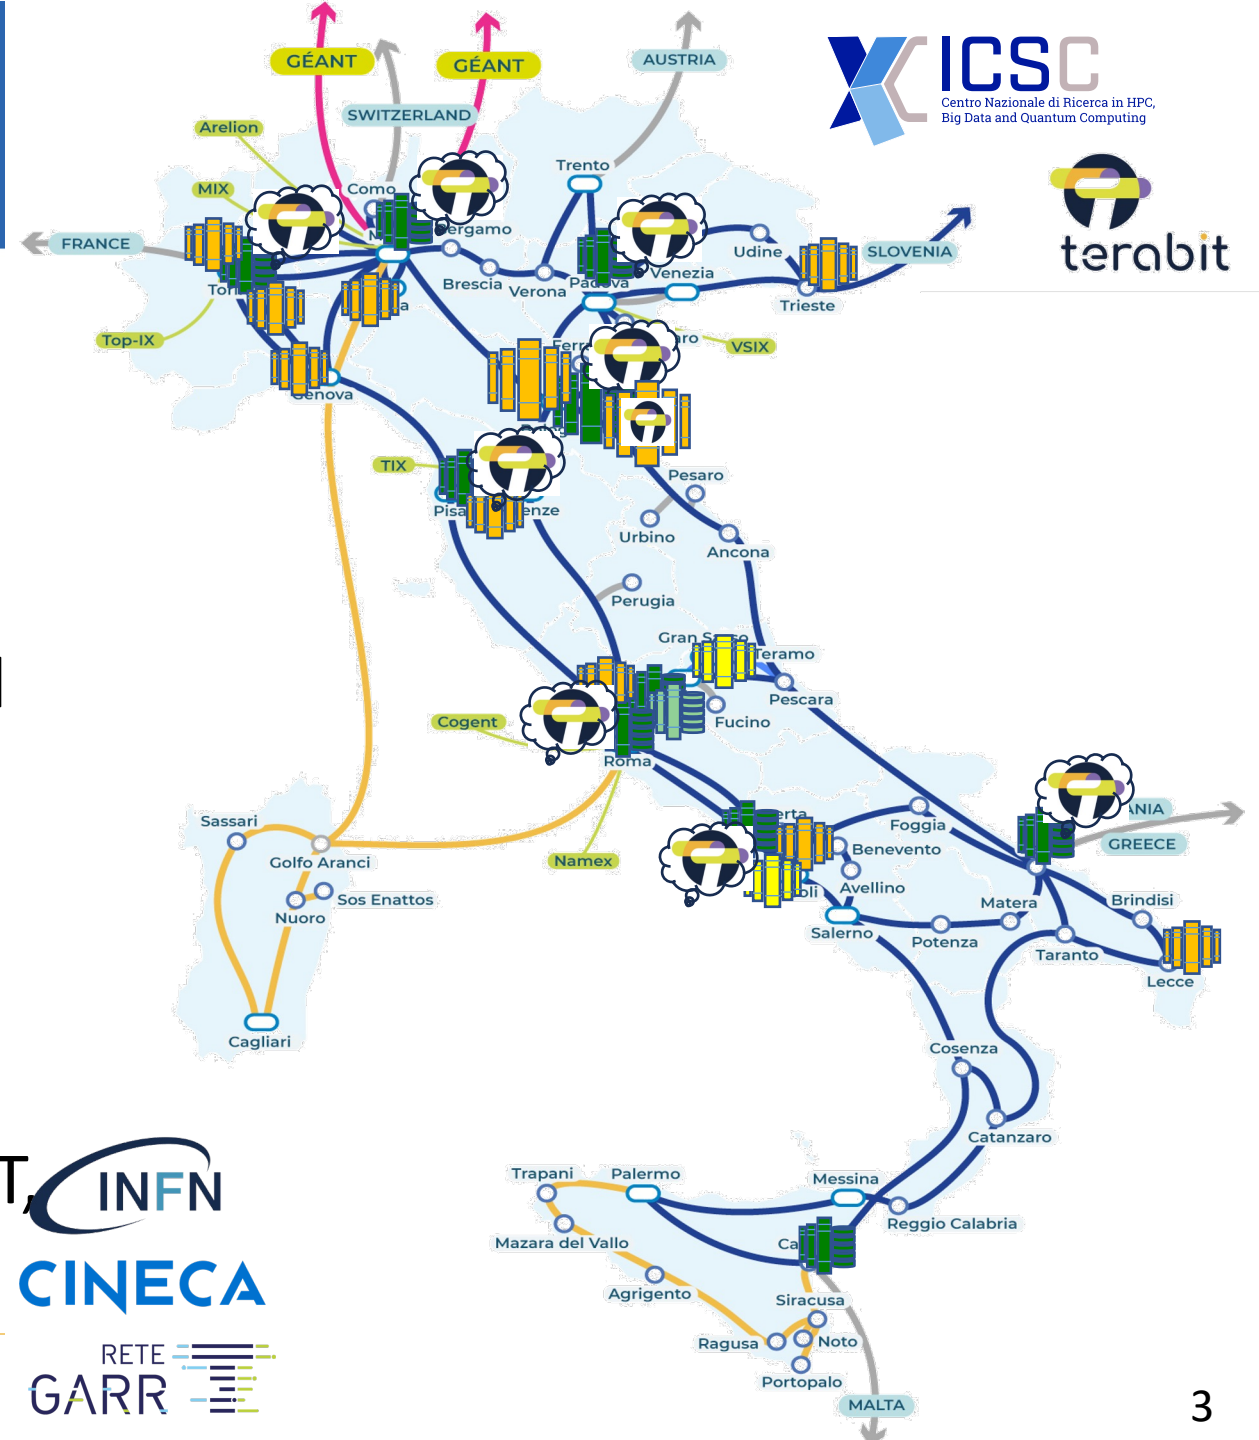 GÉANT
GÉANT
AUSTRIA
SWITZERLAND
ICSC
Centro Nazionale di Ricerca in HPC,
Big Data and Quantum Computing
terabit
Arelion
MIX
Trento
Como
FRANCE
Udine
SLOVENIA
Brescia
Verona
Venezia
Trieste
Top-IX
VSIX
Genova
TIX
Pesaro
Urbino
Ancona
Perugia
Teramo
Pescara
Fucino
Cogent
Roma
Sassari
Golfo Aranci
Namex
Foggia
Benevento
GREECE
Avellino
Sos Enattos
Nuoro
Matera
Brindisi
Salerno
Potenza
Taranto
Lecce
Cagliari
Cosenza
Catanzaro
T,
INFN
Trapani
Palermo
Messina
Reggio Calabria
Mazara del Vallo
CINECA
Agrigento
Siracusa
Ragusa
Noto
Portopalo
RETE
GARR
MALTA
3